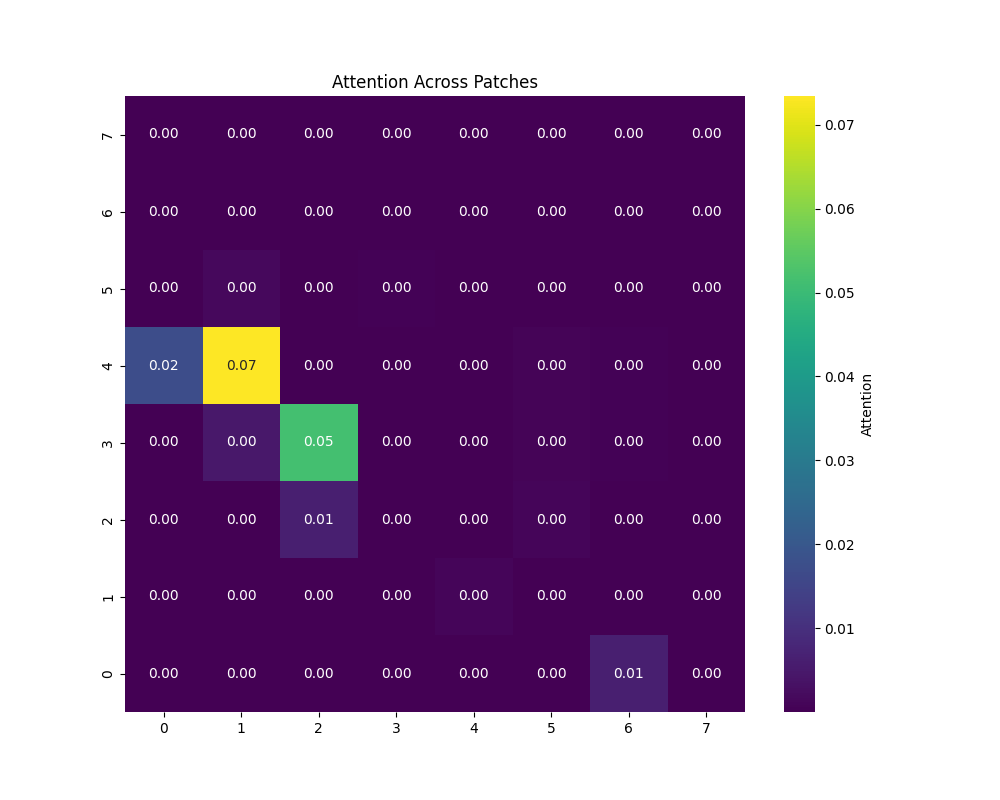 Attention Across Patches
7 0.00 0.00 0.00 0.00 0.00 0.00 0.00 0.00
6 0.00 0.00 0.00 0.00 0.00 0.00 0.00 0.00
5 0.00 0.00 0.00 0.00 0.00 0.00 0.00 0.00
4 0.02 0.07 0.00 0.00 0.00 0.00 0.00 0.00
3 0.00 0.00 0.05 0.00 0.00 0.00 0.00 0.00
2 0.00 0.00 0.01 0.00 0.00 0.00 0.00 0.00
1 0.00 0.00 0.00 0.00 0.00 0.00 0.00 0.00
0 0.00 0.00 0.00 0.00 0.00 0.00 0.01 0.00
0 1 2 3 4 5 6 7
0.07
0.06
0.05
0.04
0.03
0.02
0.01
Attention